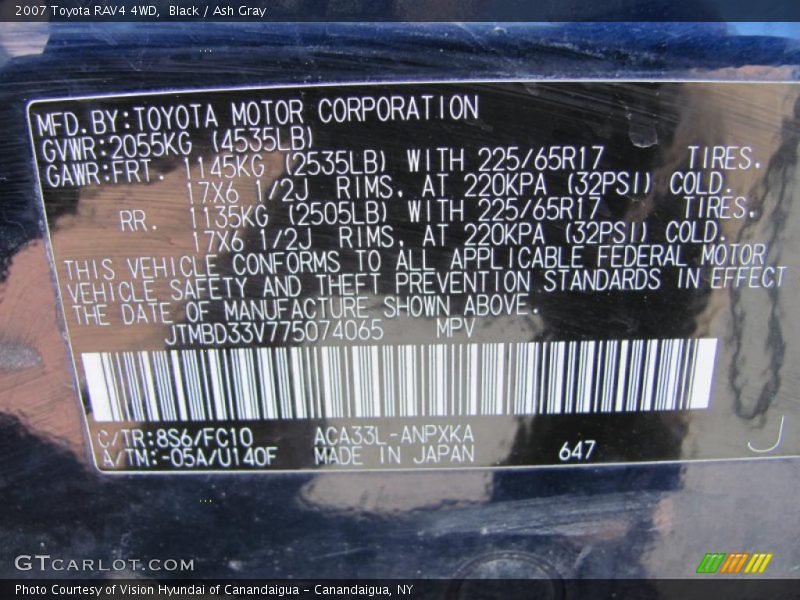 2007 Toyota RAV4 4WD,  Black / Ash Gray
MFD.BY:TOYOTA MOTOR CORPORATION
GVWR:2055KG (4535LB)
GAWR:FRT. 1145KG (2535LB) WITH 225/65R17 TIRES.
17X6 1/2J RIMS, AT 220KPA (32PSI) COLD.
RR. 1135KG (2505LB) WITH 225/65R17 TIRES.
17X6 1/2J RIMS, AT 220KPA (32PSI) COLD.
THIS VEHICLE CONFORMS TO ALL APPLICABLE FEDERAL MOTOR
VEHICLE SAFETY AND THEFT PREVENTION STANDARDS IN EFFECT
THE DATE OF MANUFACTURE SHOWN ABOVE.
JTMBD33V775074065 MPV
C/TR:8S6/FC10 ACA33L-ANPXKA
A/TM:-05A/U140F MADE IN JAPAN 647
GTCARLOT.COM
Photo Courtesy of Vision Hyundai of Canandaigua - Canandaigua, NY